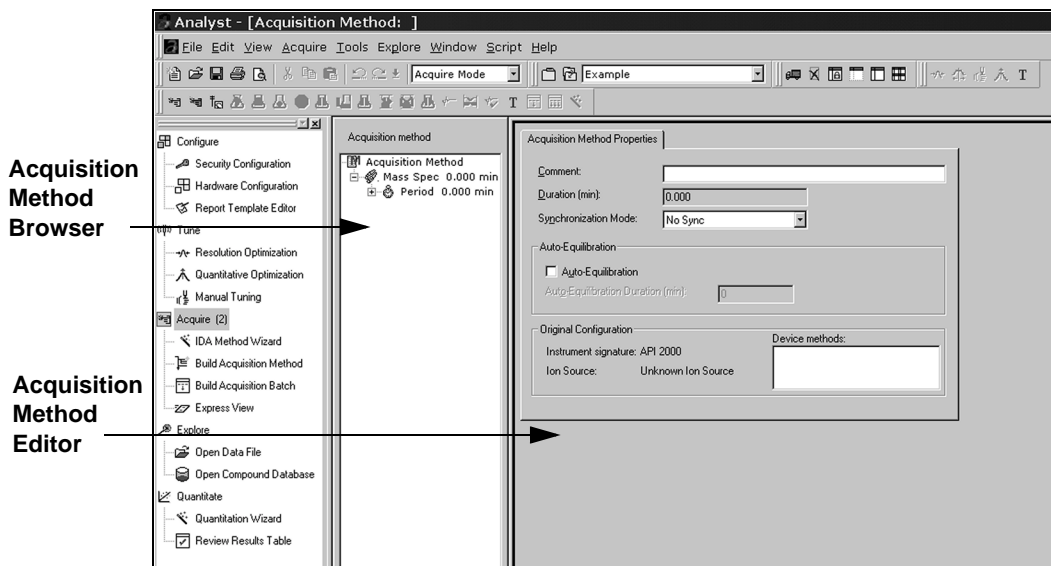 Analyst - [Acquisition Method: ]
File Edit View Acquire Tools Explore Window Script Help
Acquire Mode
Example
T
T
Configure
Security Configuration
Hardware Configuration
Report Template Editor
Tune
Resolution Optimization
Quantitative Optimization
Manual Tuning
Acquire (2)
IDA Method Wizard
Build Acquisition Method
Build Acquisition Batch
Express View
Explore
Open Data File
Open Compound Database
Quantitate
Quantitation Wizard
Review Results Table
Acquisition
Method
Browser
Acquisition
Method
Editor
Acquisition method
Acquisition Method
Mass Spec 0.000 min
Period 0.000 min
Acquisition Method Properties
Comment:
Duration (min): 0.000
Synchronization Mode: No Sync
Auto-Equilibration
Auto-Equilibration
Auto-Equilibration Duration (min): 0
Original Configuration
Instrument signature: API 2000
Ion Source: Unknown Ion Source
Device methods: